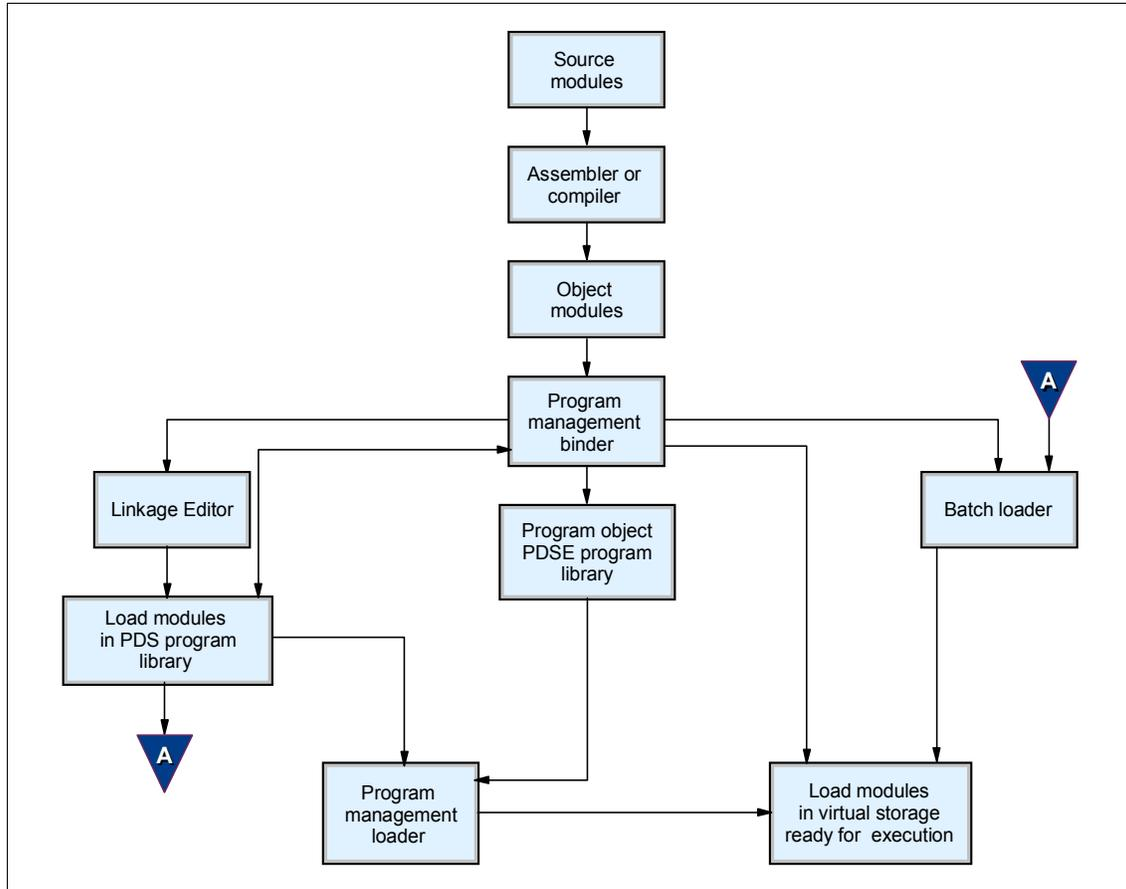 Source
modules
Assembler or
compiler
Object
modules
Program
management
binder
A
Linkage Editor
Program object
PDSE program
library
Batch loader
Load modules
in PDS program
library
A
Program
management
loader
Load modules
in virtual storage
ready for execution